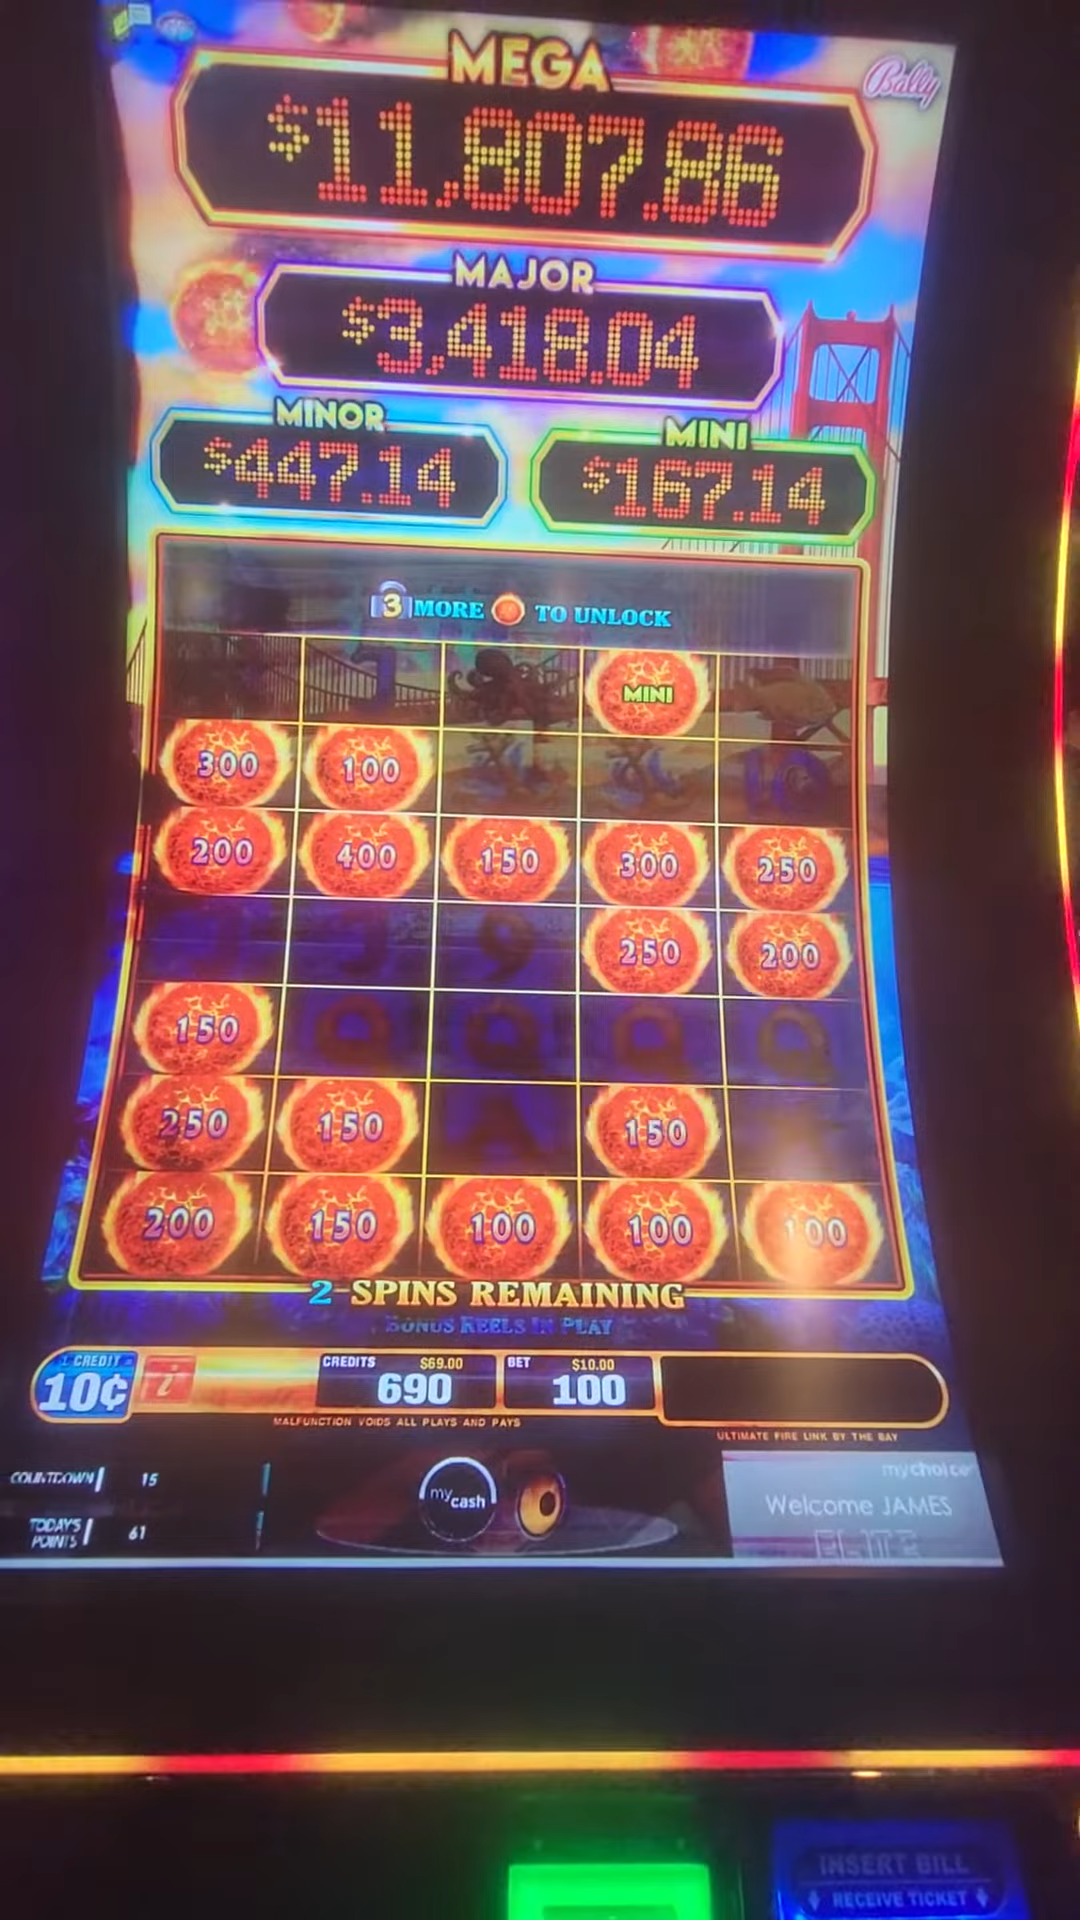 MEGA
Bally
$11,807.86
MAJOR
$3,418.04
MINOR
MINI
$447.14
$167.14
3 MORE TO UNLOCK
MINI
300 100
200 400 150 300 250
9 250 200
150 Q Q Q Q
250 150 A 150
200 150 100 100 100
2 SPINS REMAINING
BONUS REELS IN PLAY
1 CREDIT =
10¢
i
CREDITS $69.00
690
BET $10.00
100
MALFUNCTION VOIDS ALL PLAYS AND PAYS
ULTIMATE FIRE LINK BY THE BAY
COUNTDOWN 15
TODAY'S POINTS 61
my cash
mychoice
Welcome JAMES
ELITE
INSERT BILL
RECEIVE TICKET